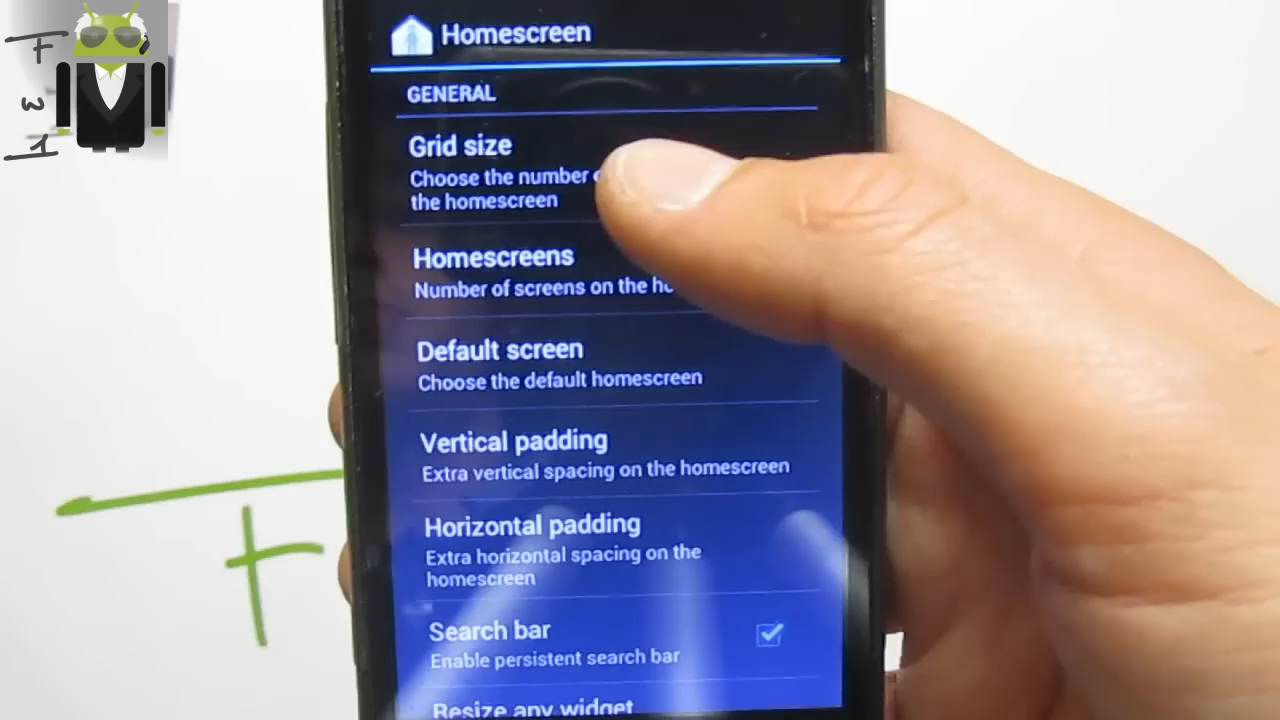 F
Homescreen
GENERAL
Grid size
Choose the number
the homescreen
Homescreens
Number of screens on the
Default screen
Choose the default homescreen
Vertical padding
Extra vertical spacing on the homescreen
Horizontal padding
Extra horizontal spacing on the
homescreen
Search bar
Enable persistent search bar
Resize any widget
F